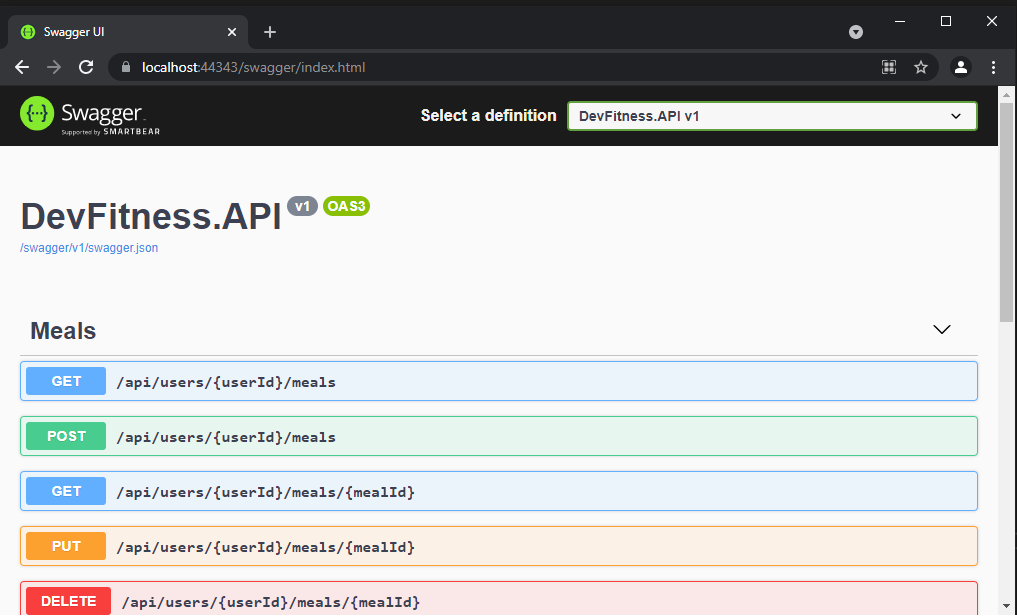 Swagger UI
localhost:44343/swagger/index.html
Swagger
Supported by SMARTBEAR
Select a definition
DevFitness.API v1
DevFitness.API v1 OAS3
/swagger/v1/swagger.json
Meals
GET /api/users/{userId}/meals
POST /api/users/{userId}/meals
GET /api/users/{userId}/meals/{mealId}
PUT /api/users/{userId}/meals/{mealId}
DELETE /api/users/{userId}/meals/{mealId}